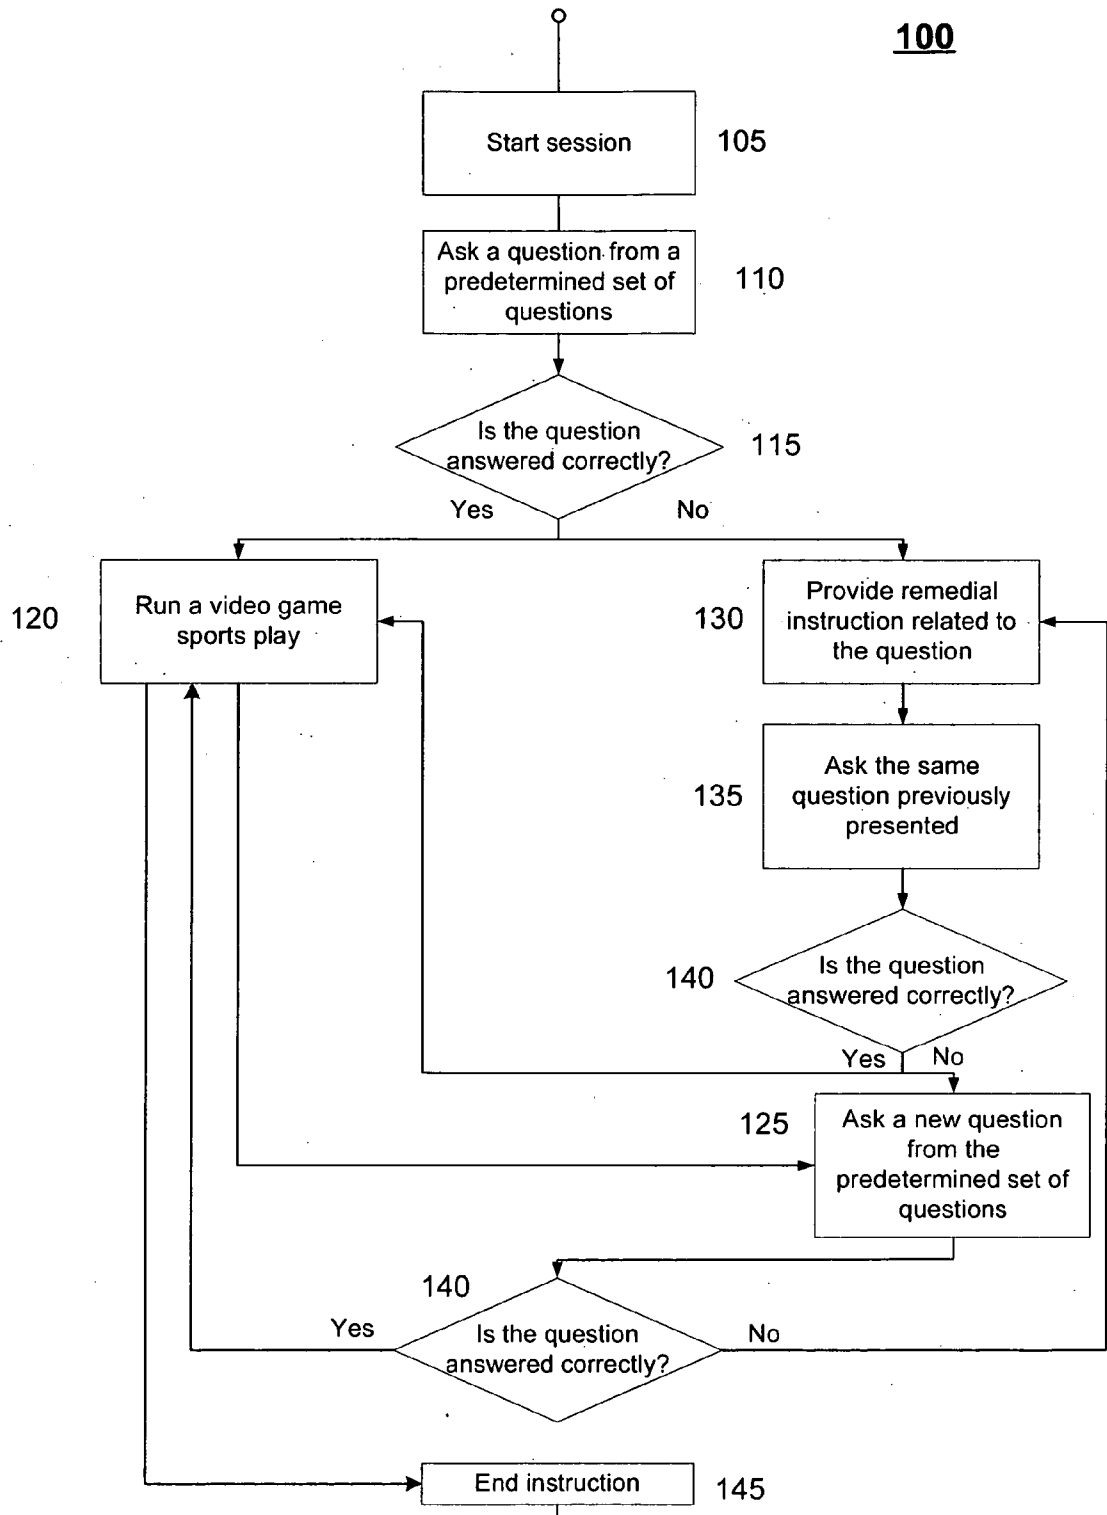 100
Start session
105
Ask a question from a
predetermined set of
questions
110
Is the question
answered correctly?
115
Yes
No
120
Run a video game
sports play
130
Provide remedial
instruction related to
the question
135
Ask the same
question previously
presented
140
Is the question
answered correctly?
Yes
No
125
Ask a new question
from the
predetermined set of
questions
140
Is the question
answered correctly?
Yes
No
End instruction
145